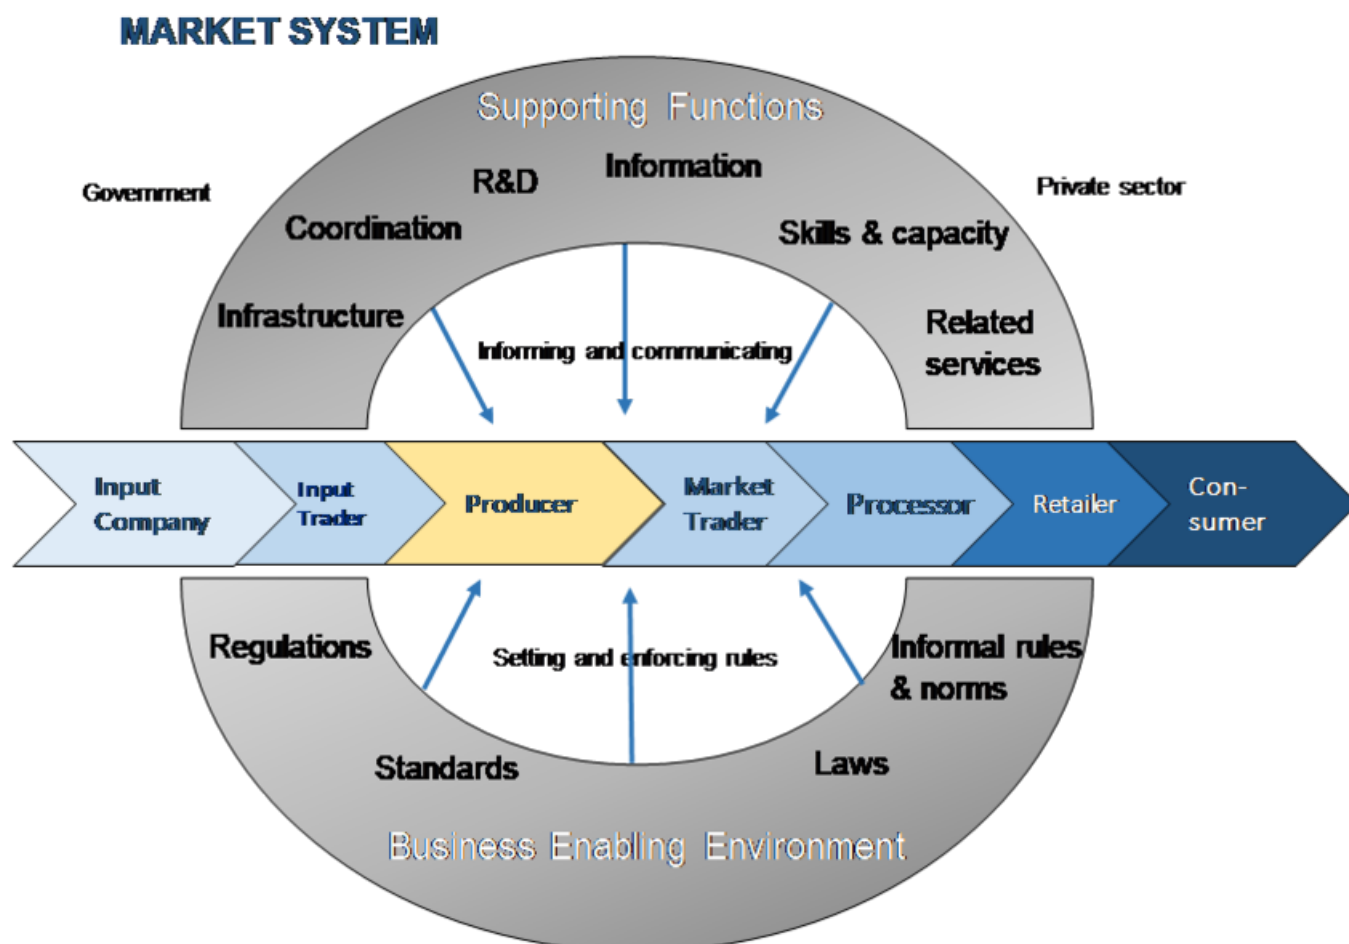 MARKET SYSTEM
Supporting Functions
Information
R&D
Government
Private sector
Coordination
Skills & capacity
Infrastructure
Related
services
Informing and communicating
Input
Company
Input
Trader
Producer
Market
Trader
Processor
Retailer
Con-
sumer
Regulations
Setting and enforcing rules
Informal rules
& norms
Standards
Laws
Business Enabling Environment